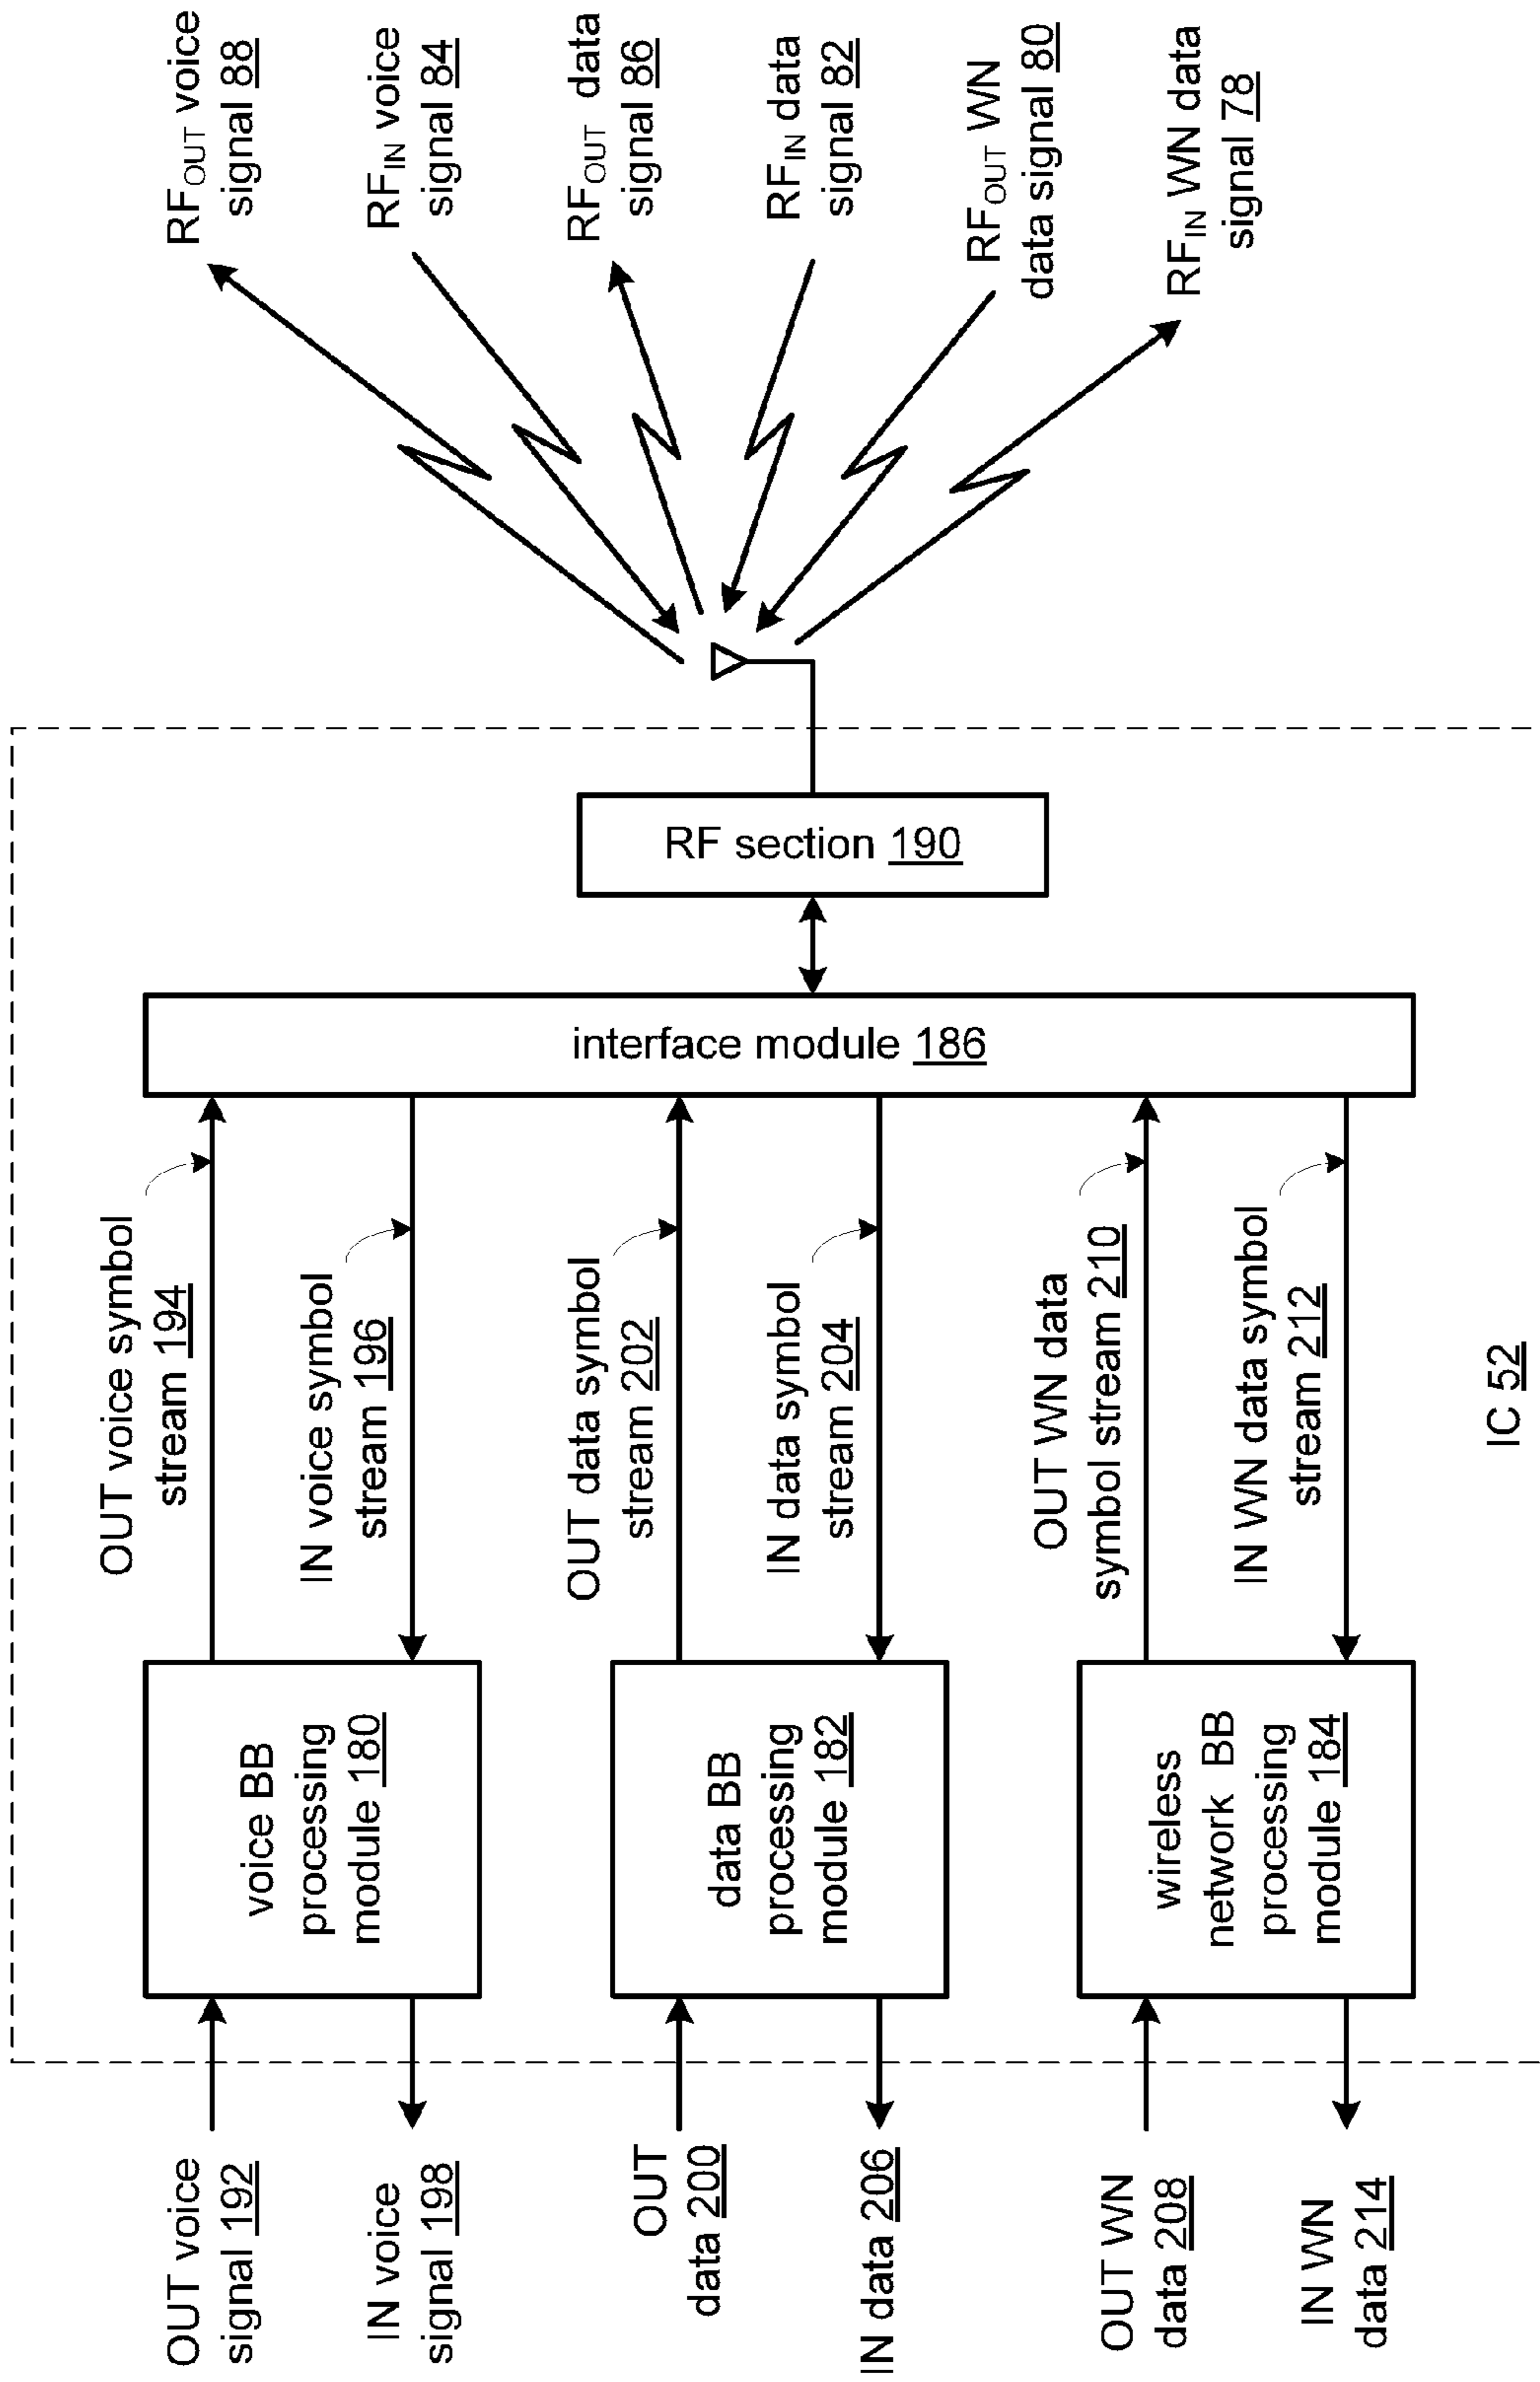 OUT voice
signal 192
IN voice
signal 198
OUT
data 200
IN data 206
OUT WN
data 208
IN WN
data 214
voice BB
processing
module 180
data BB
processing
module 182
wireless
network BB
processing
module 184
OUT voice symbol
stream 194
IN voice symbol
stream 196
OUT data symbol
stream 202
IN data symbol
stream 204
OUT WN data
symbol stream 210
IN WN data symbol
stream 212
interface module 186
RF section 190
RFOUT voice
signal 88
RFIN voice
signal 84
RFOUT data
signal 86
RFIN data
signal 82
RFOUT WN
data signal 80
RFIN WN data
signal 78
IC 52